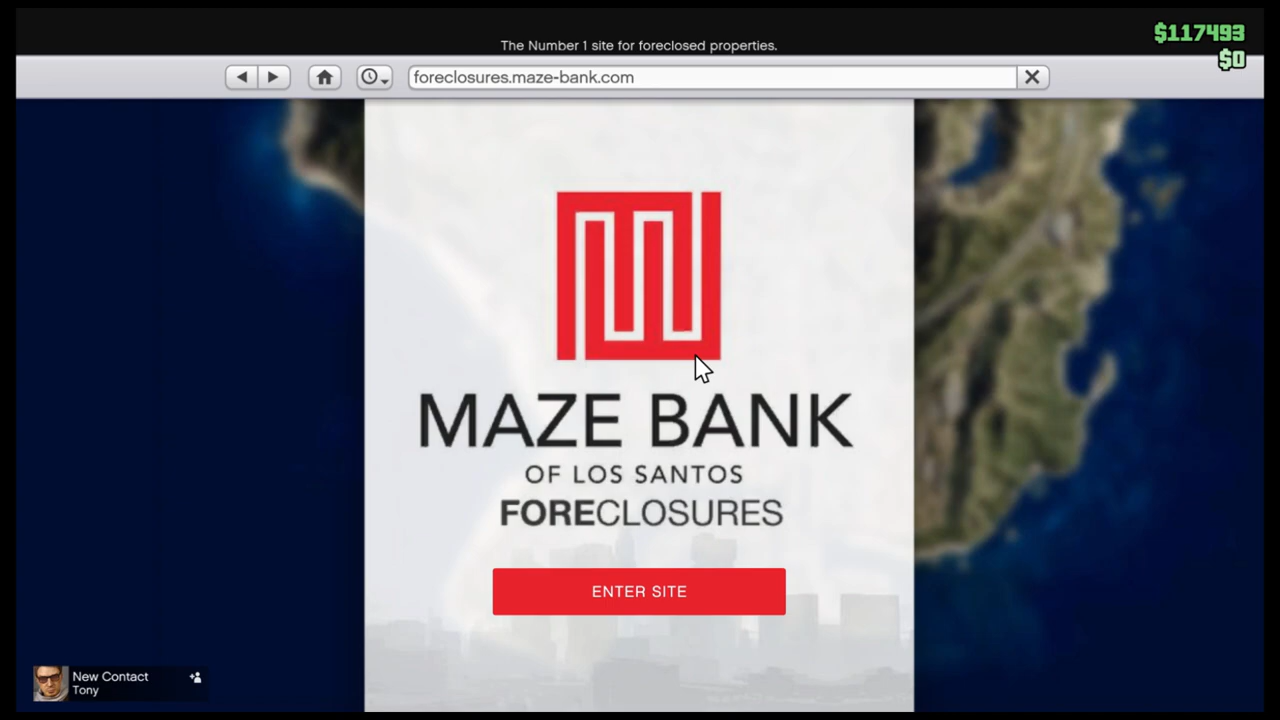 $117493
The Number 1 site for foreclosed properties.
$0
foreclosures.maze-bank.com
MAZE BANK
OF LOS SANTOS
FORECLOSURES
ENTER SITE
New Contact
Tony